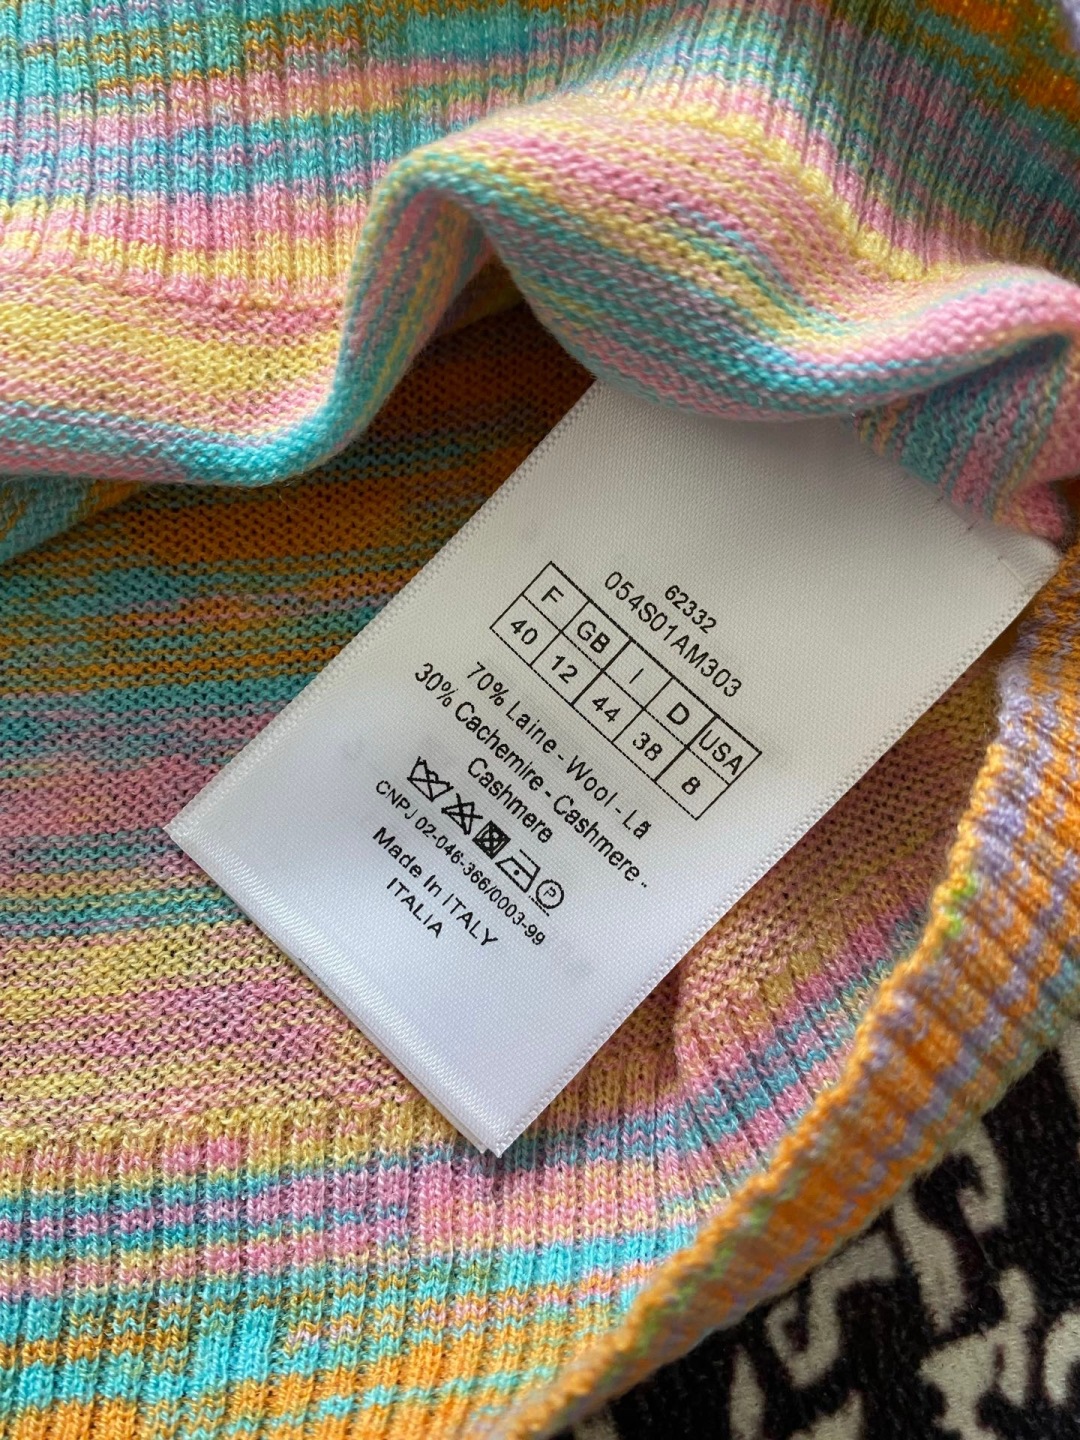 62332
054S01AM303
F GB I D USA
40 12 44 38 8
70% Laine - Wool - Lã
30% Cachemire - Cashmere -
Cashmere
P
CNPJ 02-046-366/0003-99
Made In ITALY
ITALIA